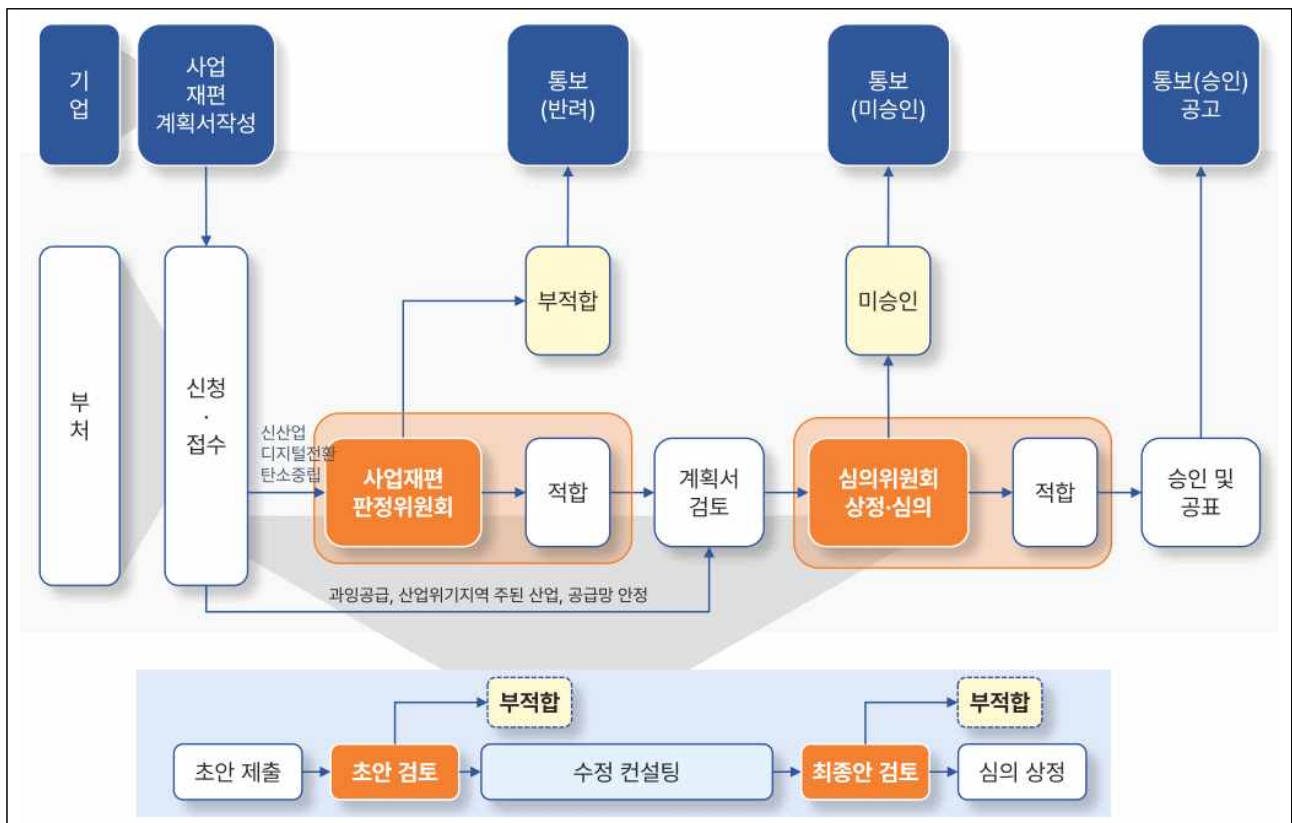 기
업
사업
재편
계획서작성
통보
(반려)
통보
(미승인)
통보(승인)
공고
부
처
신청
·
접수
부적합
미승인
신산업
디지털전환
탄소중립
사업재편
판정위원회
적합
계획서
검토
심의위원회
상정·심의
적합
승인 및
공표
과잉공급, 산업위기지역 주된 산업, 공급망 안정
부적합
부적합
초안 제출
초안 검토
수정 컨설팅
최종안 검토
심의 상정